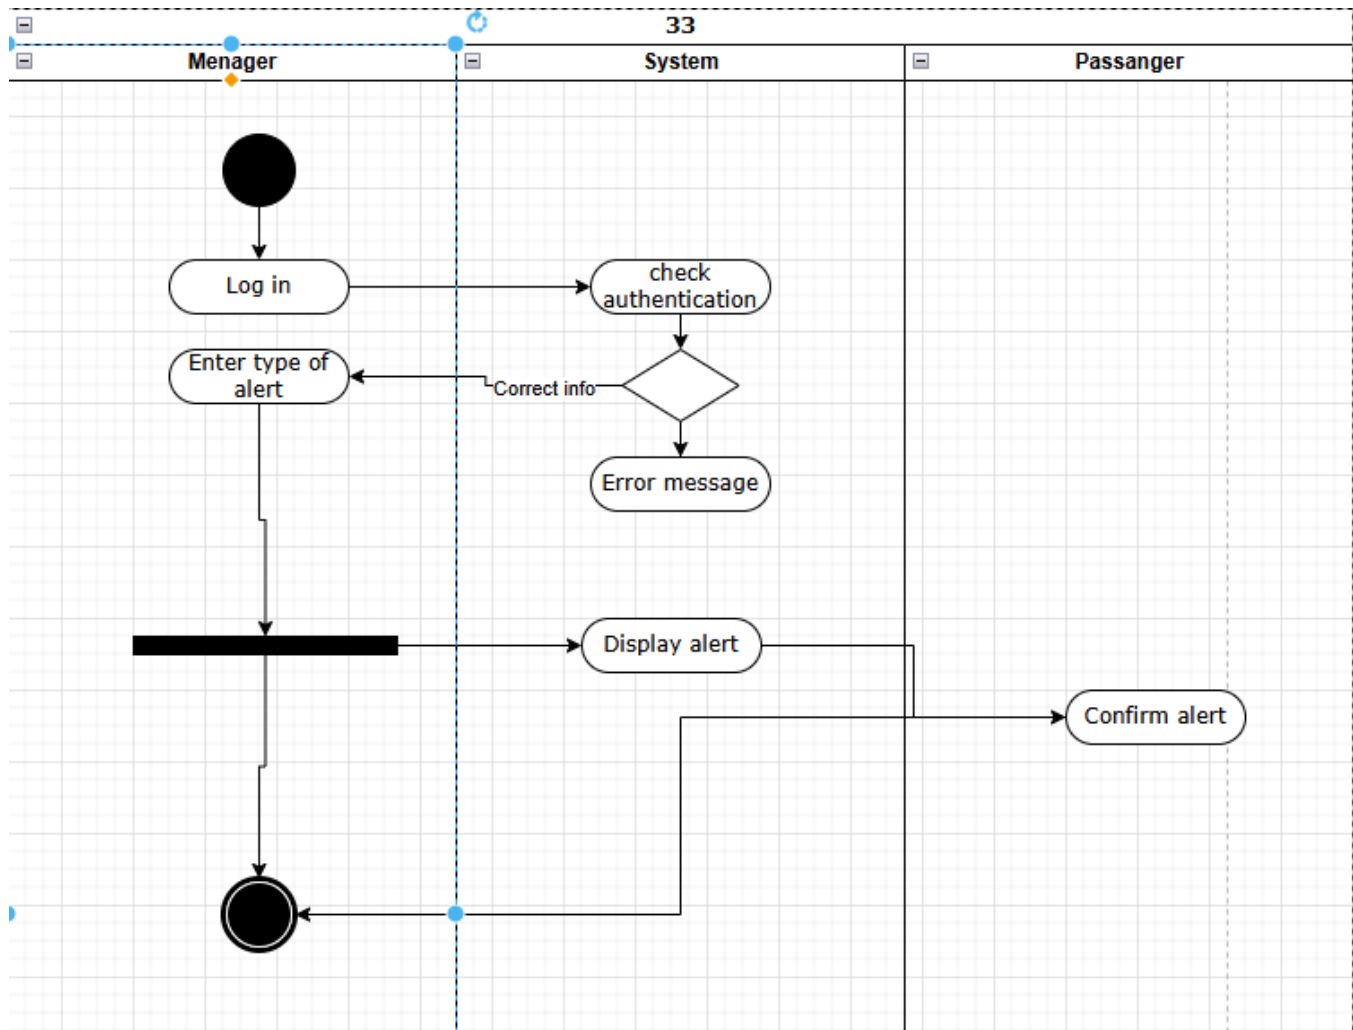 33
Menager
System
Passanger
Log in
check
authentication
Enter type of
alert
Correct info
Error message
Display alert
Confirm alert